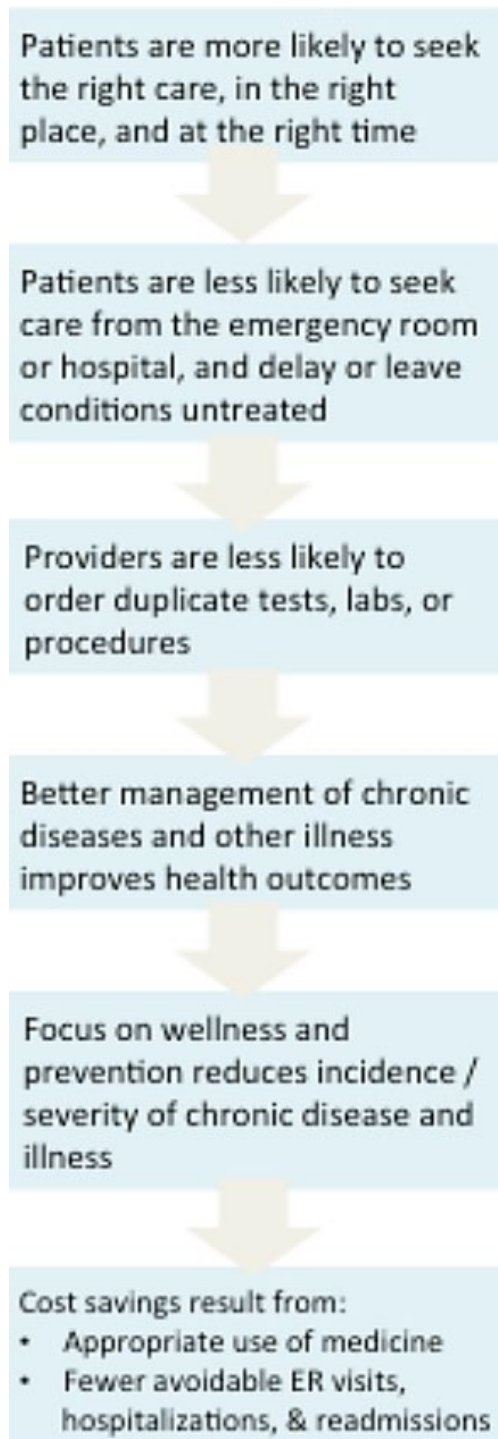 Patients are more likely to seek
the right care, in the right
place, and at the right time
Patients are less likely to seek
care from the emergency room
or hospital, and delay or leave
conditions untreated
Providers are less likely to
order duplicate tests, labs, or
procedures
Better management of chronic
diseases and other illness
improves health outcomes
Focus on wellness and
prevention reduces incidence /
severity of chronic disease and
illness
Cost savings result from:
• Appropriate use of medicine
• Fewer avoidable ER visits,
hospitalizations, & readmissions